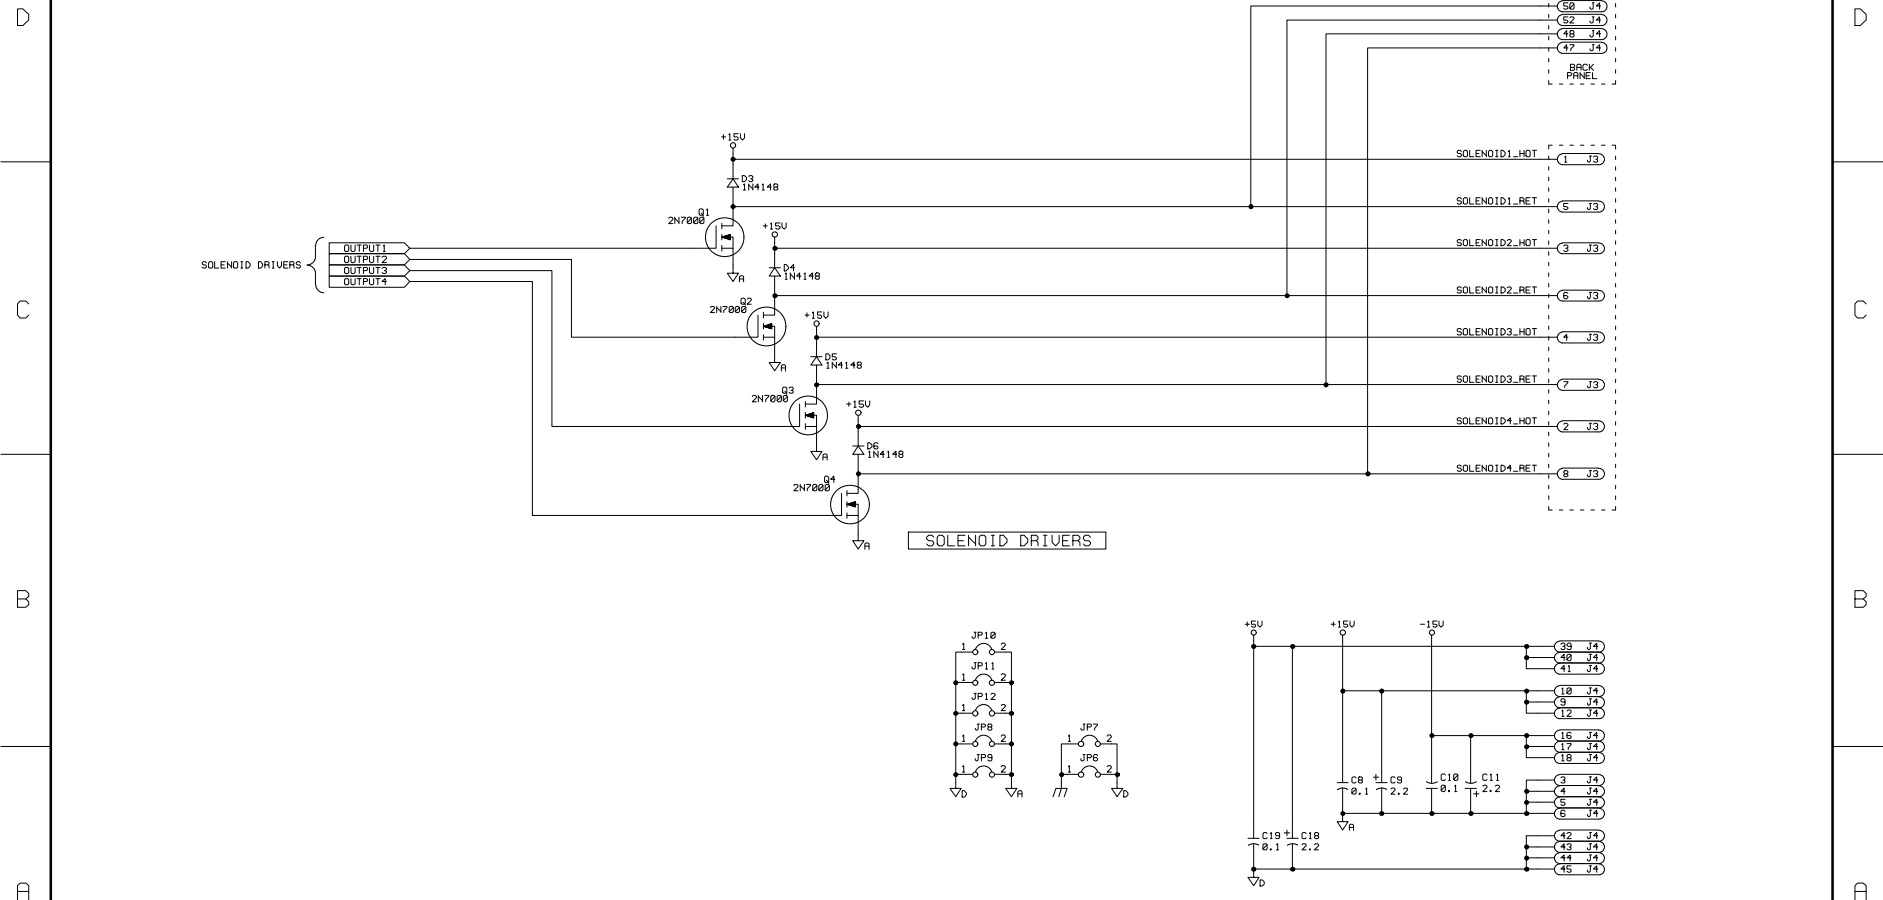 D
D
50 J4
52 J4
48 J4
47 J4
BACK
PANEL
+15V
SOLENOID1_HOT
1 J3
D3
1N4148
SOLENOID1_RET
5 J3
Q1
2N7000
+15V
SOLENOID2_HOT
3 J3
SOLENOID DRIVERS
OUTPUT1
OUTPUT2
OUTPUT3
OUTPUT4
A
D4
1N4148
SOLENOID2_RET
6 J3
C
C
Q2
2N7000
+15V
SOLENOID3_HOT
4 J3
A
D5
1N4148
SOLENOID3_RET
7 J3
Q3
2N7000
+15V
SOLENOID4_HOT
2 J3
A
D6
1N4148
SOLENOID4_RET
8 J3
Q4
2N7000
A
SOLENOID DRIVERS
B
B
JP10
1 2
JP11
1 2
JP12
1 2
JP8
1 2
JP9
1 2
D
A
JP7
1 2
JP6
1 2
D
+5V
+15V
-15V
39 J4
40 J4
41 J4
10 J4
9 J4
12 J4
16 J4
17 J4
18 J4
C8
0.1
+
C9
2.2
C10
0.1
C11
2.2
+
3 J4
4 J4
5 J4
6 J4
A
C19
0.1
+
C18
2.2
42 J4
43 J4
44 J4
45 J4
D
A
A